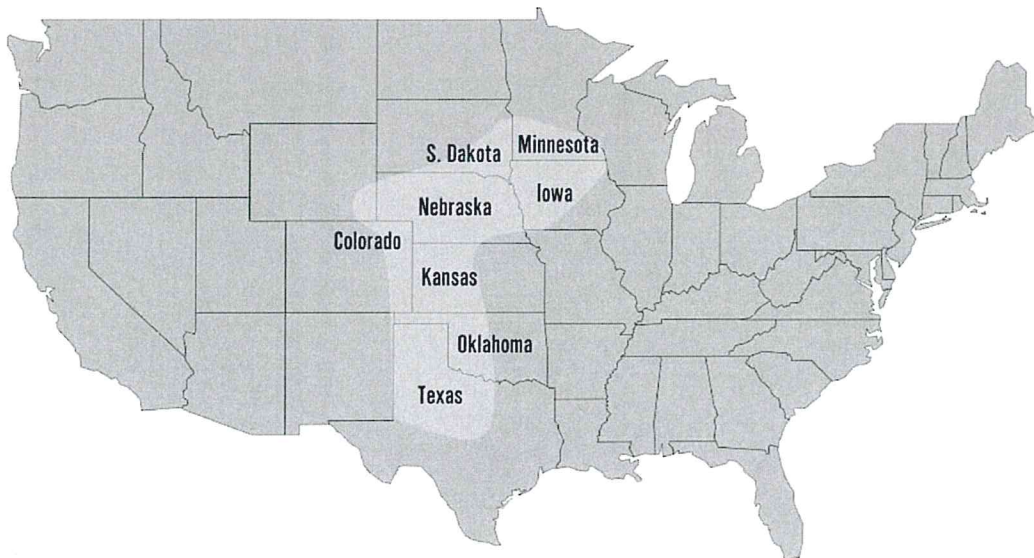 Minnesota
S. Dakota
Iowa
Nebraska
Colorado
Kansas
Oklahoma
Texas